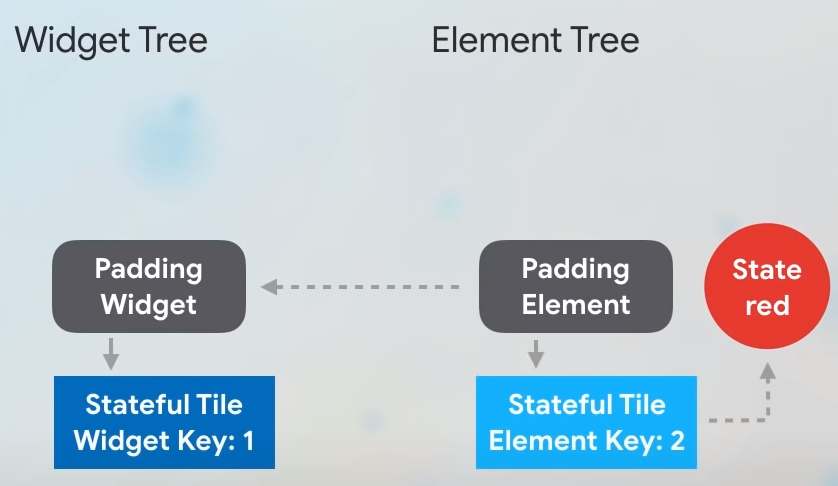 Widget Tree
Element Tree
Padding
Widget
Padding
Element
State
red
Stateful Tile
Widget Key: 1
Stateful Tile
Element Key: 2